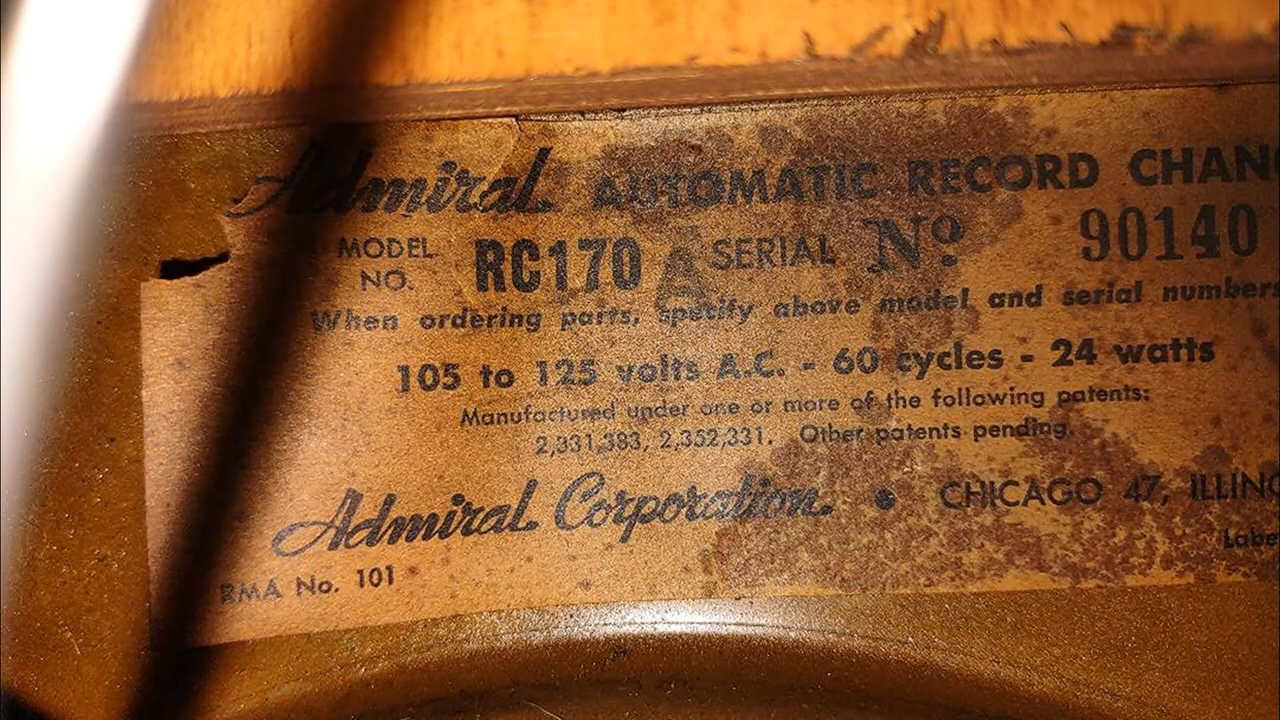 Admiral AUTOMATIC RECORD CHANG
MODEL NO. RC170 A SERIAL No. 90140
When ordering parts, specify above model and serial numbers
105 to 125 volts A.C. - 60 cycles - 24 watts
Manufactured under one or more of the following patents:
2,331,383, 2,352,331. Other patents pending.
Admiral Corporation • CHICAGO 47, ILLINO
Labe
RMA No. 101